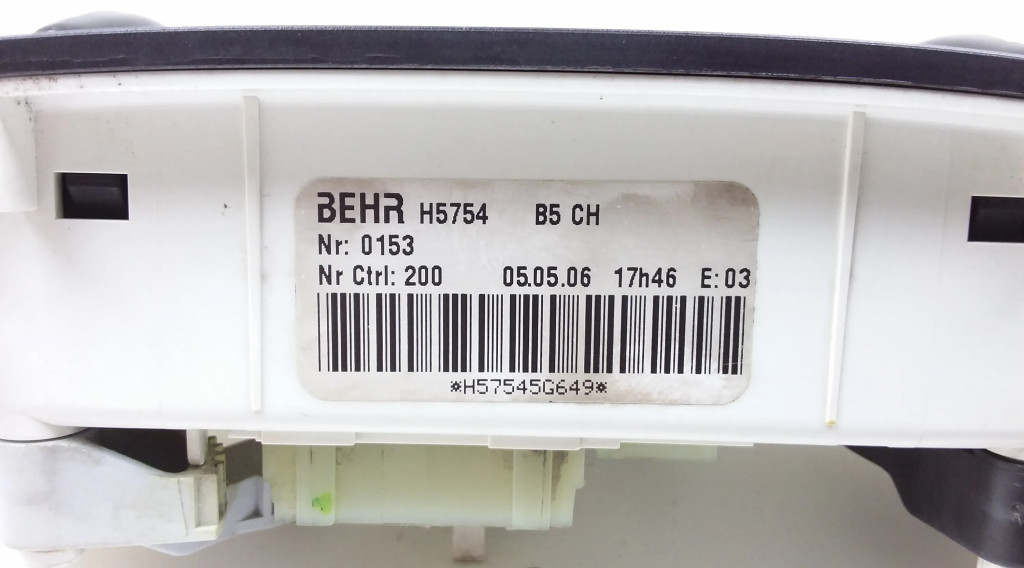 BEHR H5754 B5 CH
Nr: 0153
Nr Ctrl: 200 05.05.06 17h46 E: 03
*H57545G649*